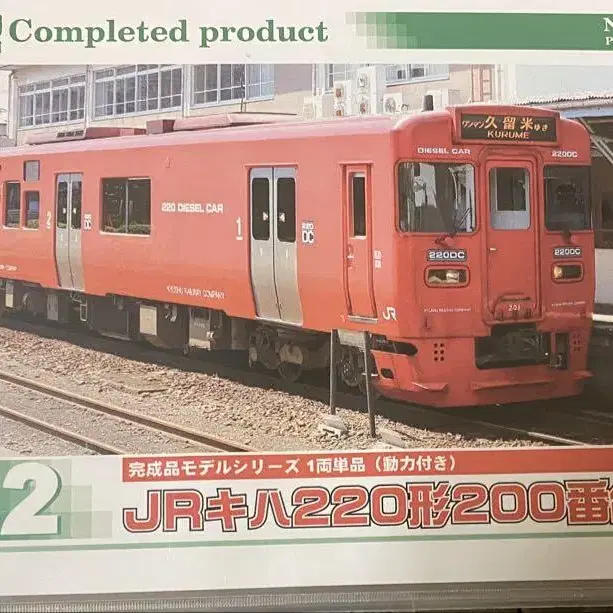 Completed product
N
P
ワンマン 久留米 ゆき
KURUME
DIESEL CAR
220DC
220 DIESEL CAR
2
1
220 DC
220DC
220DC
KYUSHU RAILWAY COMPANY
JR
201
完成品モデルシリーズ 1両単品（動力付き）
2
JRキハ220形200番